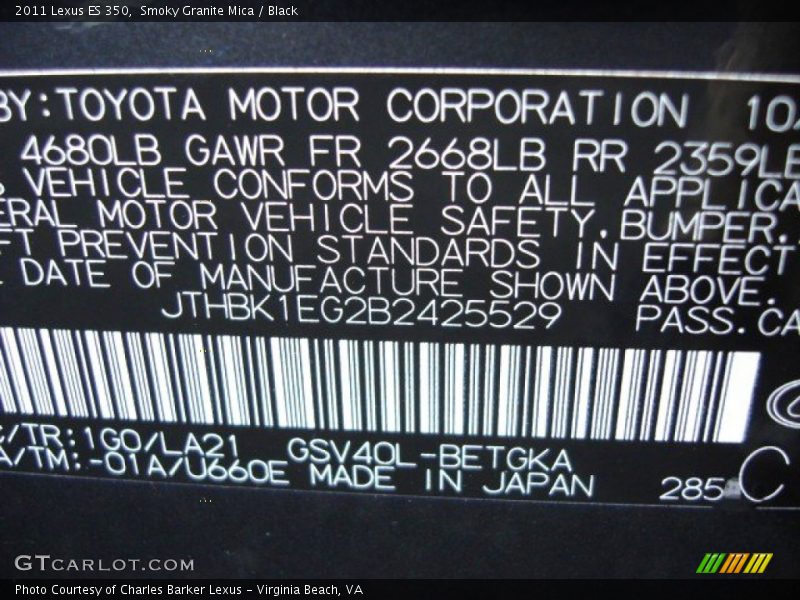 2011 Lexus ES 350, Smoky Granite Mica / Black
BY:TOYOTA MOTOR CORPORATION 10
4680LB GAWR FR 2668LB RR 2359LB
VEHICLE CONFORMS TO ALL APPLICA
ERAL MOTOR VEHICLE SAFETY,BUMPER,
FT PREVENTION STANDARDS IN EFFECT
DATE OF MANUFACTURE SHOWN ABOVE.
JTHBK1EG2B2425529 PASS.CA
/TR:1G0/LA21 GSV40L-BETGKA
A/TM:-01A/U660E MADE IN JAPAN 285 C
GTCARLOT.COM
Photo Courtesy of Charles Barker Lexus - Virginia Beach, VA